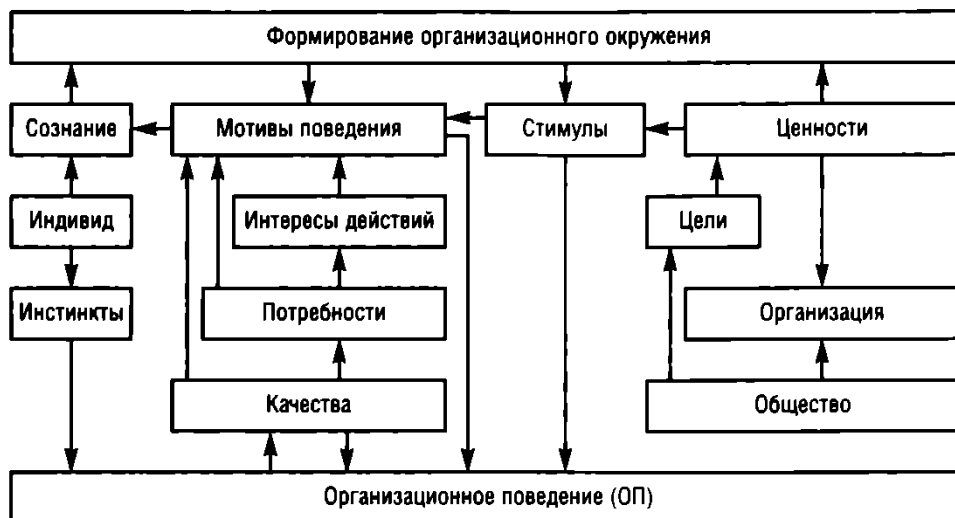 Формирование организационного окружения
Сознание
Мотивы поведения
Стимулы
Ценности
Индивид
Интересы действий
Цели
Инстинкты
Потребности
Организация
Качества
Общество
Организационное поведение (ОП)